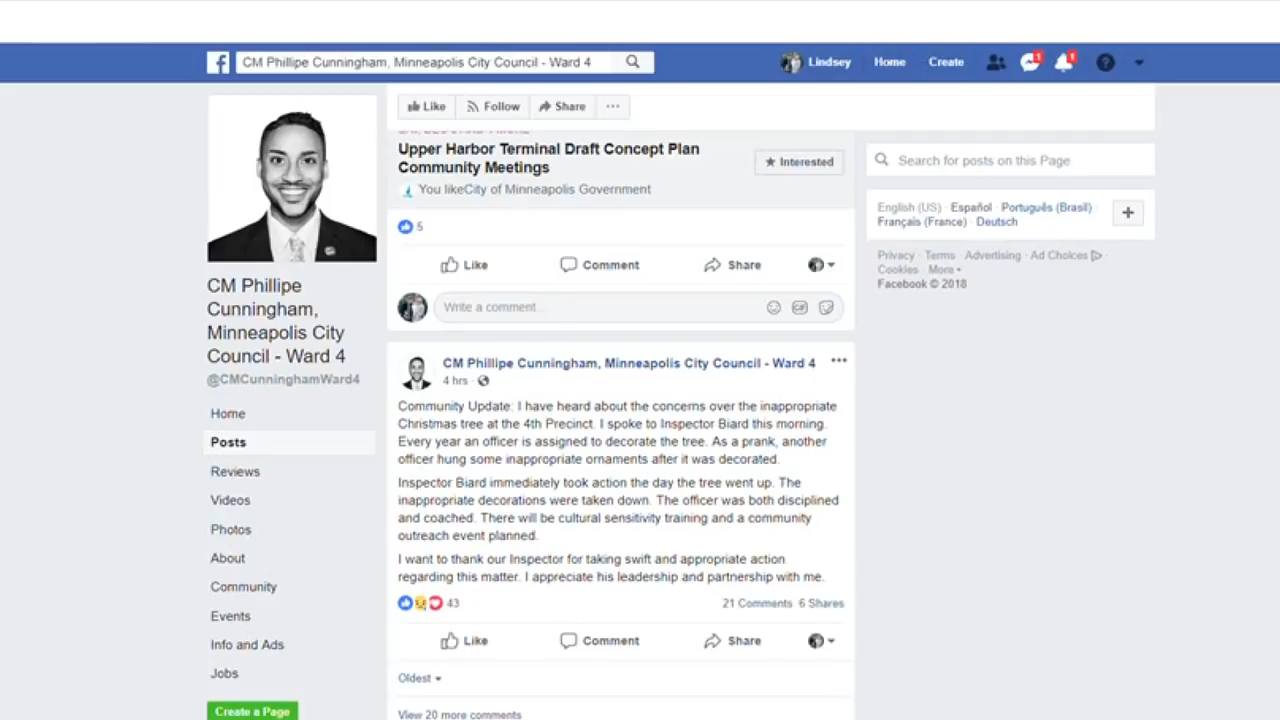 f
CM Phillipe Cunningham, Minneapolis City Council - Ward 4
Lindsey
Home
Create
1
1
?
Like
Follow
Share
...
Upper Harbor Terminal Draft Concept Plan
Community Meetings
★ Interested
You likeCity of Minneapolis Government
5
Like
Comment
Share
Write a comment...
GIF
CM Phillipe
Cunningham,
Minneapolis City
Council - Ward 4
@CMCunninghamWard4
Home
Posts
Reviews
Videos
Photos
About
Community
Events
Info and Ads
Jobs
Create a Page
CM Phillipe Cunningham, Minneapolis City Council - Ward 4
...
4 hrs ·
Community Update: I have heard about the concerns over the inappropriate
Christmas tree at the 4th Precinct. I spoke to Inspector Biard this morning.
Every year an officer is assigned to decorate the tree. As a prank, another
officer hung some inappropriate ornaments after it was decorated.
Inspector Biard immediately took action the day the tree went up. The
inappropriate decorations were taken down. The officer was both disciplined
and coached. There will be cultural sensitivity training and a community
outreach event planned.
I want to thank our Inspector for taking swift and appropriate action
regarding this matter. I appreciate his leadership and partnership with me.
43
21 Comments 6 Shares
Like
Comment
Share
Oldest
View 20 more comments
Search for posts on this Page
English (US) · Español · Português (Brasil) ·
Français (France) · Deutsch
+
Privacy · Terms · Advertising · Ad Choices ·
Cookies · More
Facebook © 2018